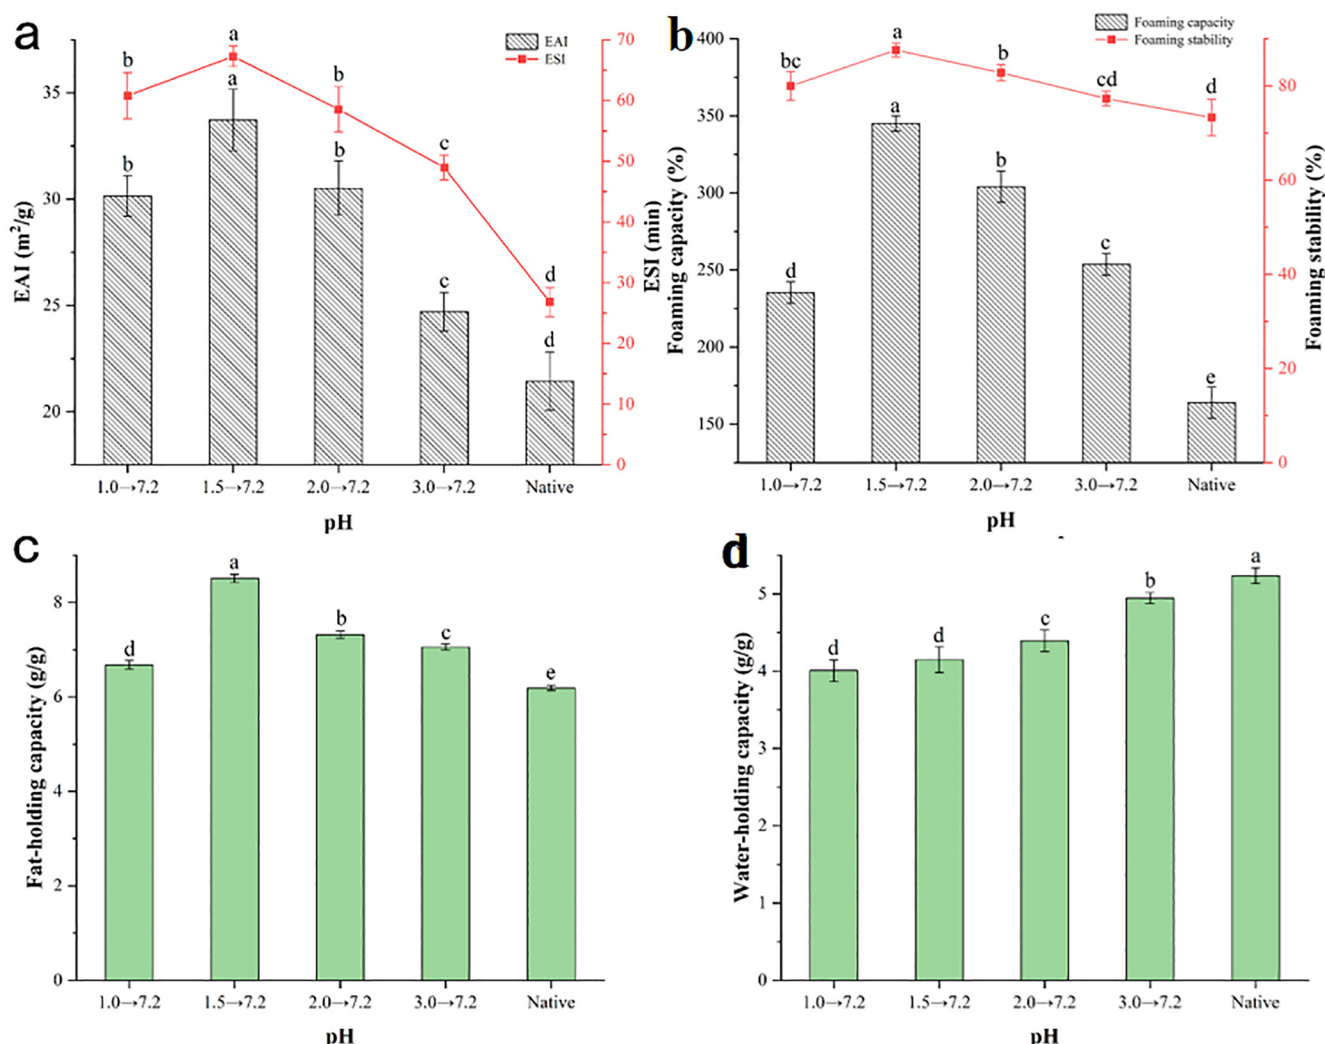 a
EAI
ESI
EAI (m²/g)
35
30
25
20
70
60
50
40
30
20
10
0
ESI (min)
b
a
b
c
d
b
a
b
c
d
1.0→7.2
1.5→7.2
2.0→7.2
3.0→7.2
Native
pH
b
Foaming capacity
Foaming stability
Foaming capacity (%)
400
350
300
250
200
150
80
60
40
20
0
Foaming stability (%)
bc
a
b
cd
d
d
a
b
c
e
1.0→7.2
1.5→7.2
2.0→7.2
3.0→7.2
Native
pH
c
Fat-holding capacity (g/g)
8
6
4
2
0
d
a
b
c
e
1.0→7.2
1.5→7.2
2.0→7.2
3.0→7.2
Native
pH
d
Water-holding capacity (g/g)
5
4
3
2
1
0
d
d
c
b
a
1.0→7.2
1.5→7.2
2.0→7.2
3.0→7.2
Native
pH